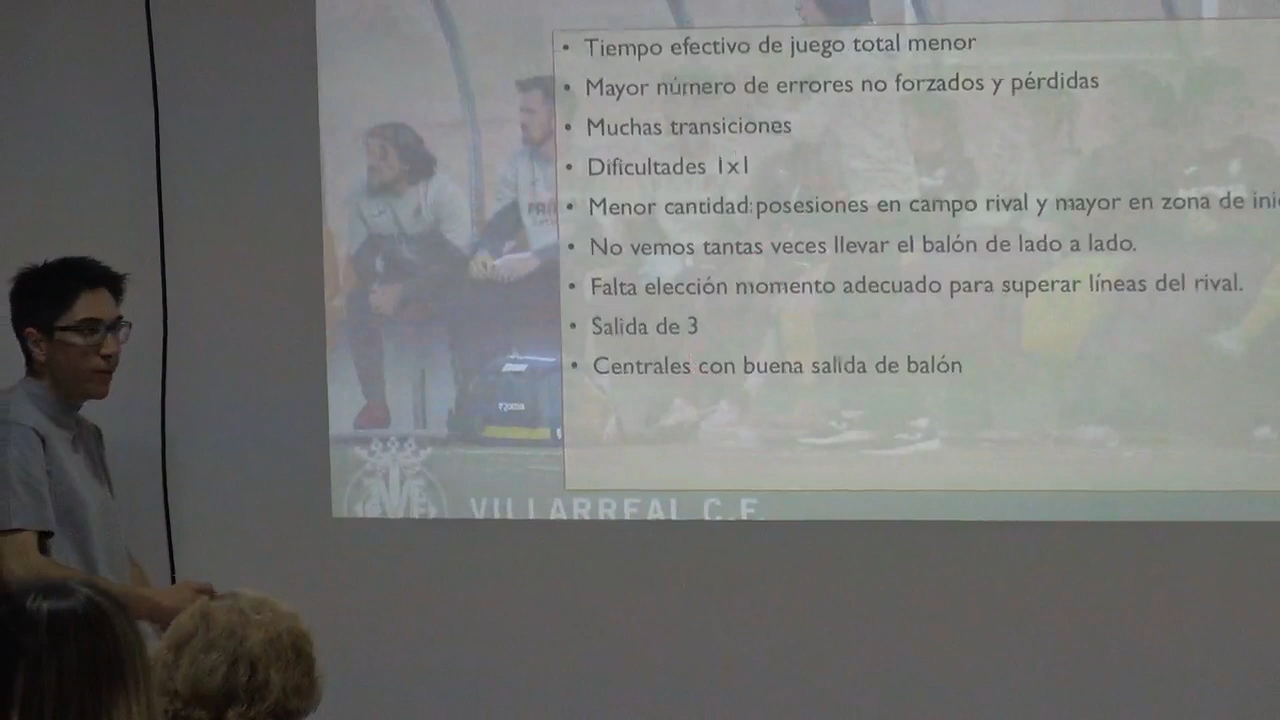 • Tiempo efectivo de juego total menor
• Mayor número de errores no forzados y pérdidas
• Muchas transiciones
• Dificultades 1x1
• Menor cantidad: posesiones en campo rival y mayor en zona de
• No vemos tantas veces llevar el balón de lado a lado.
• Falta elección momento adecuado para superar líneas del rival.
• Salida de 3
• Centrales con buena salida de balón
VILLARREAL C.F.